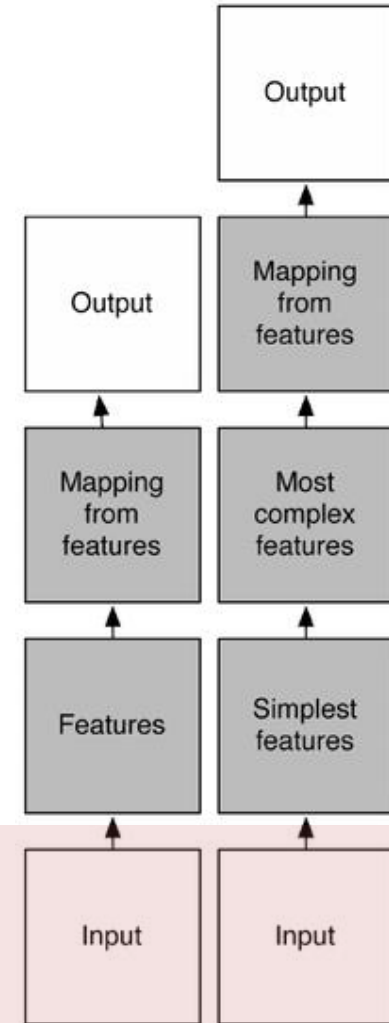 Output
Output
Mapping
from
features
Mapping
from
features
Most
complex
features
Features
Simplest
features
Input
Input